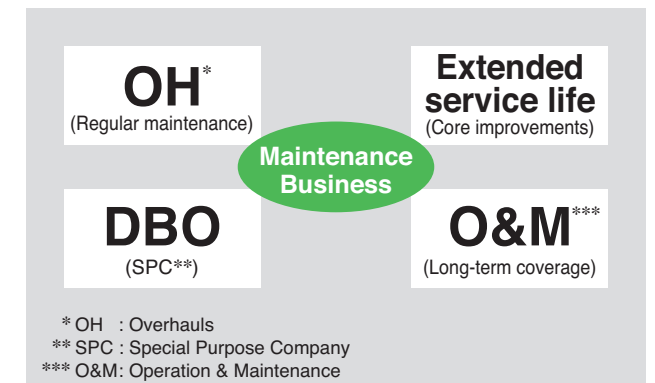 OH*
(Regular maintenance)
Extended
service life
(Core improvements)
Maintenance
Business
DBO
(SPC**)
O&M***
(Long-term coverage)
* OH : Overhauls
** SPC : Special Purpose Company
*** O&M: Operation & Maintenance